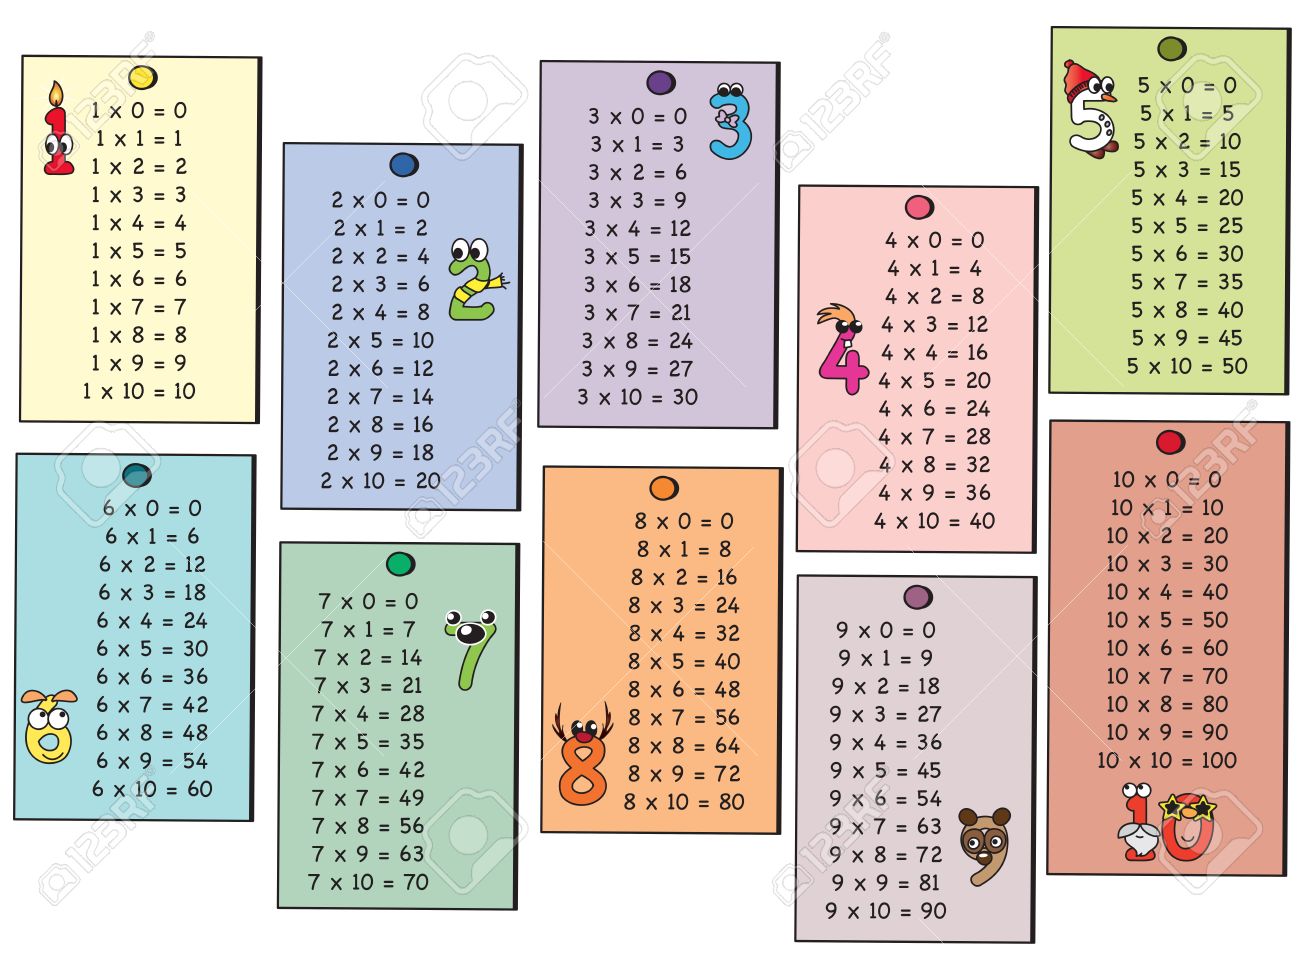 1 x 0 = 0
1 x 1 = 1
1 x 2 = 2
1 x 3 = 3
1 x 4 = 4
1 x 5 = 5
1 x 6 = 6
1 x 7 = 7
1 x 8 = 8
1 x 9 = 9
1 x 10 = 10
2 x 0 = 0
2 x 1 = 2
2 x 2 = 4
2 x 3 = 6
2 x 4 = 8
2 x 5 = 10
2 x 6 = 12
2 x 7 = 14
2 x 8 = 16
2 x 9 = 18
2 x 10 = 20
3 x 0 = 0
3 x 1 = 3
3 x 2 = 6
3 x 3 = 9
3 x 4 = 12
3 x 5 = 15
3 x 6 = 18
3 x 7 = 21
3 x 8 = 24
3 x 9 = 27
3 x 10 = 30
4 x 0 = 0
4 x 1 = 4
4 x 2 = 8
4 x 3 = 12
4 x 4 = 16
4 x 5 = 20
4 x 6 = 24
4 x 7 = 28
4 x 8 = 32
4 x 9 = 36
4 x 10 = 40
5 x 0 = 0
5 x 1 = 5
5 x 2 = 10
5 x 3 = 15
5 x 4 = 20
5 x 5 = 25
5 x 6 = 30
5 x 7 = 35
5 x 8 = 40
5 x 9 = 45
5 x 10 = 50
6 x 0 = 0
6 x 1 = 6
6 x 2 = 12
6 x 3 = 18
6 x 4 = 24
6 x 5 = 30
6 x 6 = 36
6 x 7 = 42
6 x 8 = 48
6 x 9 = 54
6 x 10 = 60
7 x 0 = 0
7 x 1 = 7
7 x 2 = 14
7 x 3 = 21
7 x 4 = 28
7 x 5 = 35
7 x 6 = 42
7 x 7 = 49
7 x 8 = 56
7 x 9 = 63
7 x 10 = 70
8 x 0 = 0
8 x 1 = 8
8 x 2 = 16
8 x 3 = 24
8 x 4 = 32
8 x 5 = 40
8 x 6 = 48
8 x 7 = 56
8 x 8 = 64
8 x 9 = 72
8 x 10 = 80
9 x 0 = 0
9 x 1 = 9
9 x 2 = 18
9 x 3 = 27
9 x 4 = 36
9 x 5 = 45
9 x 6 = 54
9 x 7 = 63
9 x 8 = 72
9 x 9 = 81
9 x 10 = 90
10 x 0 = 0
10 x 1 = 10
10 x 2 = 20
10 x 3 = 30
10 x 4 = 40
10 x 5 = 50
10 x 6 = 60
10 x 7 = 70
10 x 8 = 80
10 x 9 = 90
10 x 10 = 100
1
2
3
4
5
6
7
8
9
10
123RF